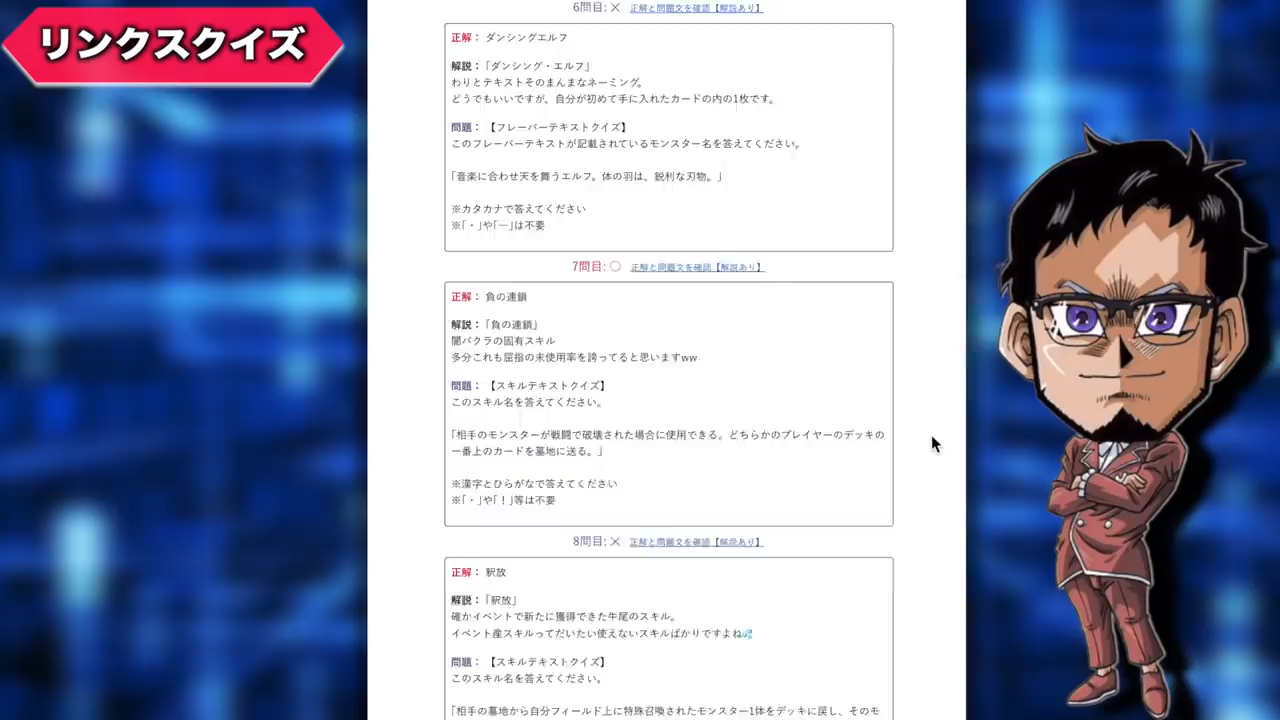 リンクスクイズ
6問目: × 正解と問題文を確認【解説あり】
正解： ダンシングエルフ
解説：「ダンシング・エルフ」
わりとテキストそのまんまなネーミング。
どうでもいいですが、自分が初めて手に入れたカードの内の1枚です。
問題： 【フレーバーテキストクイズ】
このフレーバーテキストが記載されているモンスター名を答えてください。
「音楽に合わせ天を舞うエルフ。体の羽は、鋭利な刃物。」
※カタカナで答えてください
※「・」や「―」は不要
7問目: ○ 正解と問題文を確認【解説あり】
正解： 負の連鎖
解説：「負の連鎖」
闇バクラの固有スキル
多分これも屈指の未使用率を誇ってると思いますww
問題： 【スキルテキストクイズ】
このスキル名を答えてください。
「相手のモンスターが戦闘で破壊された場合に使用できる。どちらかのプレイヤーのデッキの
一番上のカードを墓地に送る。」
※漢字とひらがなで答えてください
※「・」や「！」等は不要
8問目: × 正解と問題文を確認【解説あり】
正解： 釈放
解説：「釈放」
確かイベントで新たに獲得できた牛尾のスキル。
イベント産スキルってだいたい使えないスキルばかりですよね💦
問題： 【スキルテキストクイズ】
このスキル名を答えてください。
「相手の墓地から自分フィールド上に特殊召喚されたモンスター1体をデッキに戻し、そのモ